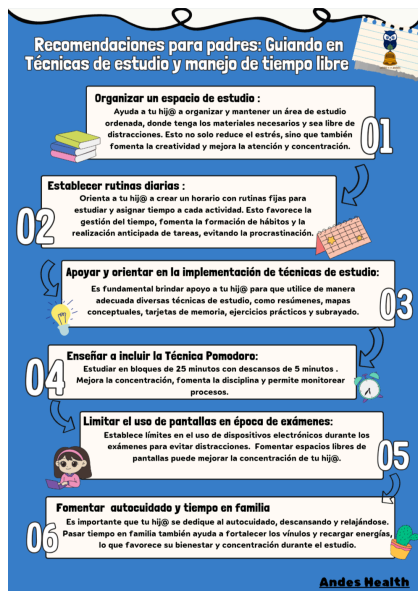 Recomendaciones para padres: Guiando en
Técnicas de estudio y manejo de tiempo libre
Organizar un espacio de estudio :
Ayuda a tu hij@ a organizar y mantener un área de estudio
ordenada, donde tenga los materiales necesarios y sea libre de
distracciones. Esto no solo reduce el estrés, sino que también
fomenta la creatividad y mejora la atención y concentración.
01
Establecer rutinas diarias :
Orienta a tu hij@ a crear un horario con rutinas fijas para
estudiar y asignar tiempo a cada actividad. Esto favorece la
gestión del tiempo, fomenta la formación de hábitos y la
realización anticipada de tareas, evitando la procrastinación.
02
Apoyar y orientar en la implementación de técnicas de estudio:
Es fundamental brindar apoyo a tu hij@ para que utilice de manera
adecuada diversas técnicas de estudio, como resúmenes, mapas
conceptuales, tarjetas de memoria, ejercicios prácticos y subrayado.
03
Enseñar a incluir la Técnica Pomodoro:
Estudiar en bloques de 25 minutos con descansos de 5 minutos .
Mejora la concentración, fomenta la disciplina y permite monitorear
procesos.
04
Limitar el uso de pantallas en época de exámenes:
Establece límites en el uso de dispositivos electrónicos durante los
exámenes para evitar distracciones. Fomentar espacios libres de
pantallas puede mejorar la concentración de tu hij@.
05
Fomentar autocuidado y tiempo en familia
Es importante que tu hij@ se dedique al autocuidado, descansando y relajándose.
Pasar tiempo en familia también ayuda a fortalecer los vínculos y recargar energías,
lo que favorece su bienestar y concentración durante el estudio.
06
Andes Health